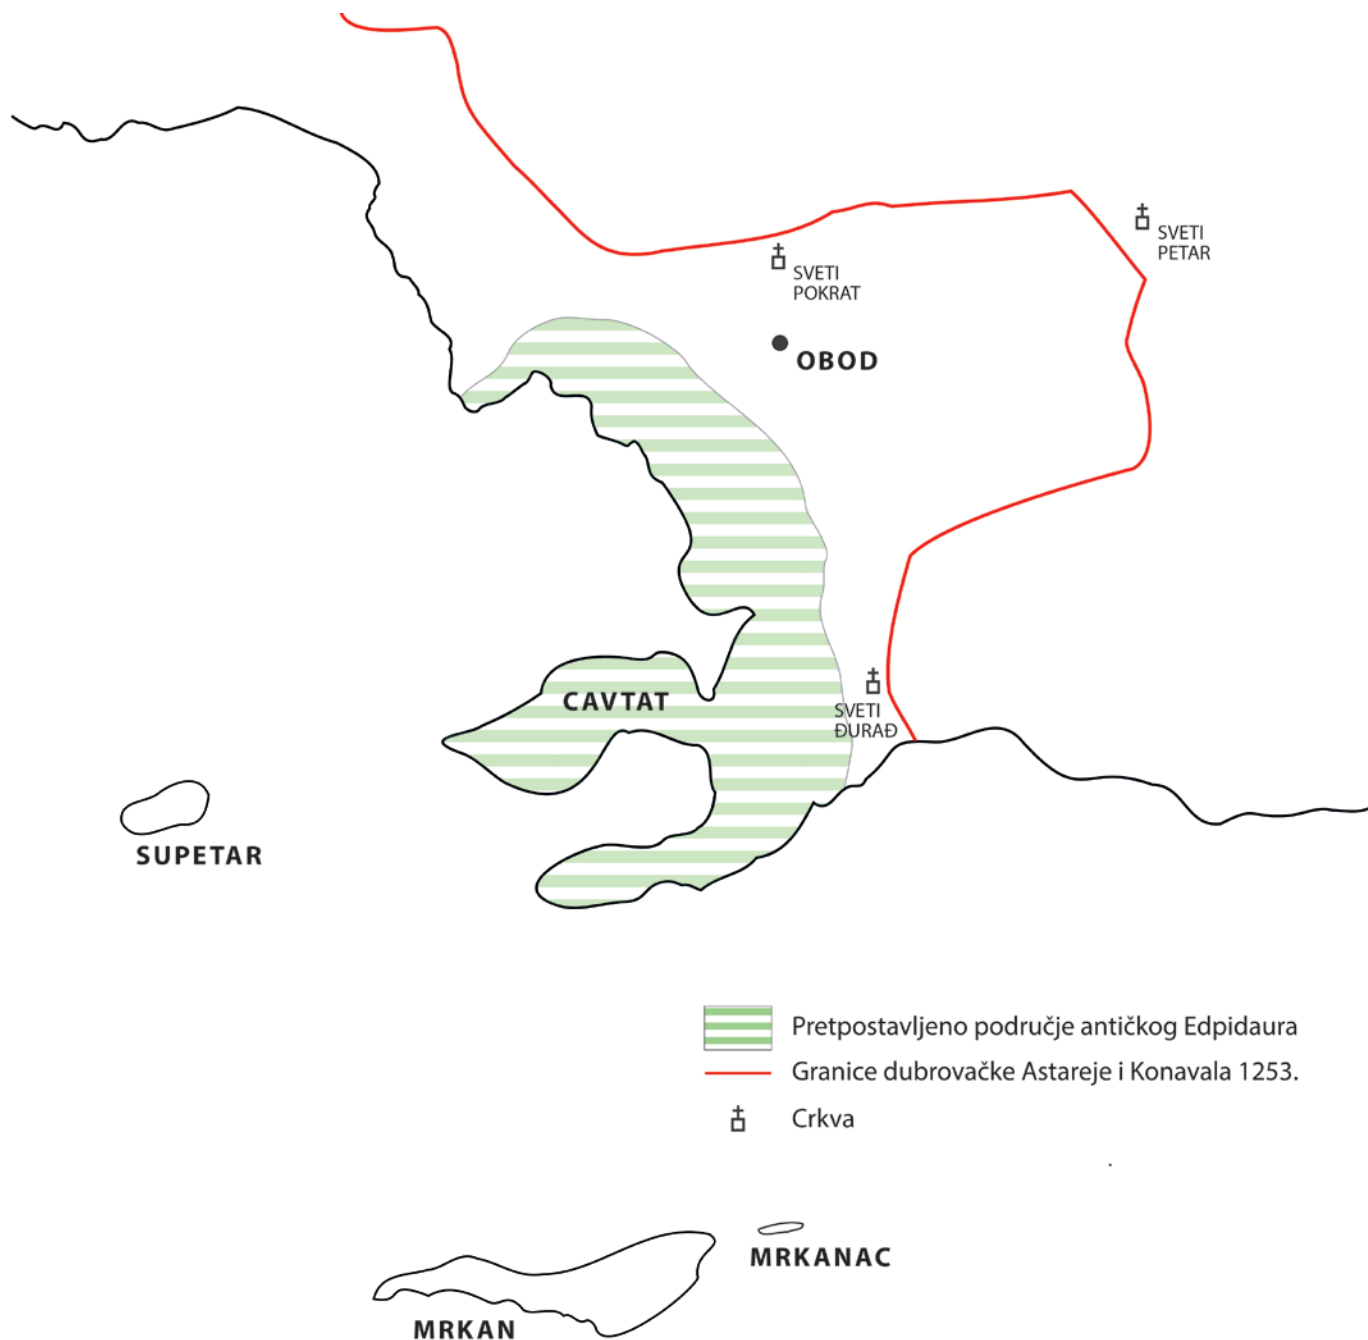 SVETI
PETAR
SVETI
POKRAT
OBOD
CAVTAT
SVETI
ĐURAĐ
SUPETAR
Pretpostavljeno područje antičkog Edpidaura
Granice dubrovačke Astareje i Konavala 1253.
Crkva
MRKANAC
MRKAN